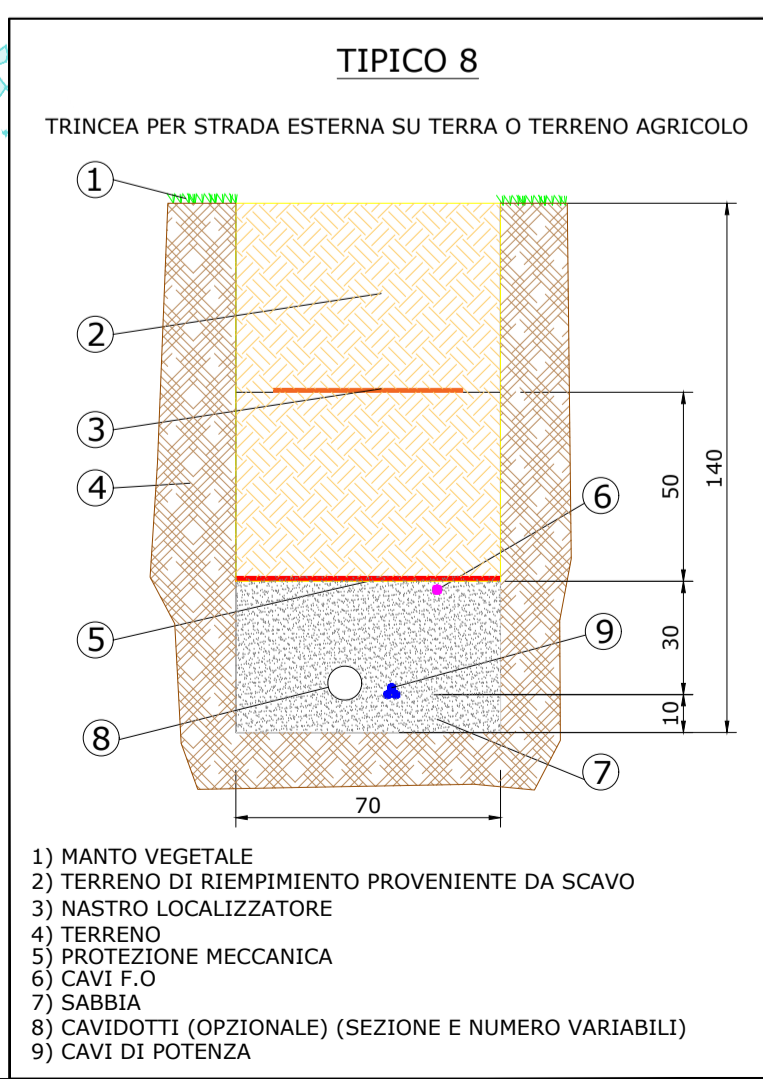 TIPICO 8
TRINCEA PER STRADA ESTERNA SU TERRA O TERRENO AGRICOLO
1
2
3
4
5
6
7
8
9
50
140
30
10
70
1) MANTO VEGETALE
2) TERRENO DI RIEMPIMENTO PROVENIENTE DA SCAVO
3) NASTRO LOCALIZZATORE
4) TERRENO
5) PROTEZIONE MECCANICA
6) CAVI F.O
7) SABBIA
8) CAVIDOTTI (OPZIONALE) (SEZIONE E NUMERO VARIABILI)
9) CAVI DI POTENZA